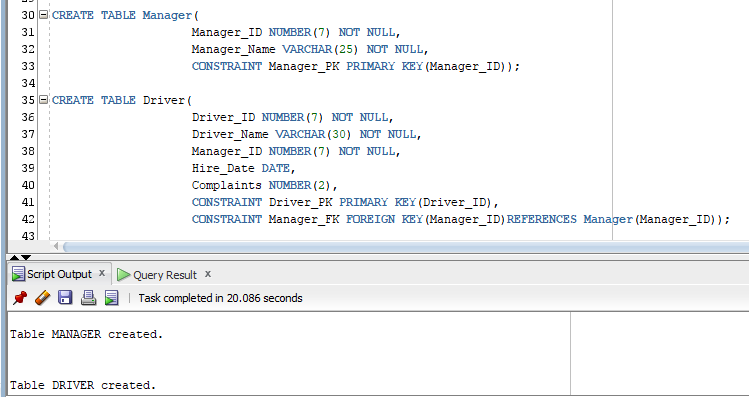 30 CREATE TABLE Manager(
31 Manager_ID NUMBER(7) NOT NULL,
32 Manager_Name VARCHAR(25) NOT NULL,
33 CONSTRAINT Manager_PK PRIMARY KEY(Manager_ID));
34
35 CREATE TABLE Driver(
36 Driver_ID NUMBER(7) NOT NULL,
37 Driver_Name VARCHAR(30) NOT NULL,
38 Manager_ID NUMBER(7) NOT NULL,
39 Hire_Date DATE,
40 Complaints NUMBER(2),
41 CONSTRAINT Driver_PK PRIMARY KEY(Driver_ID),
42 CONSTRAINT Manager_FK FOREIGN KEY(Manager_ID)REFERENCES Manager(Manager_ID));
43
Script Output x Query Result x
Task completed in 20.086 seconds
Table MANAGER created.
Table DRIVER created.